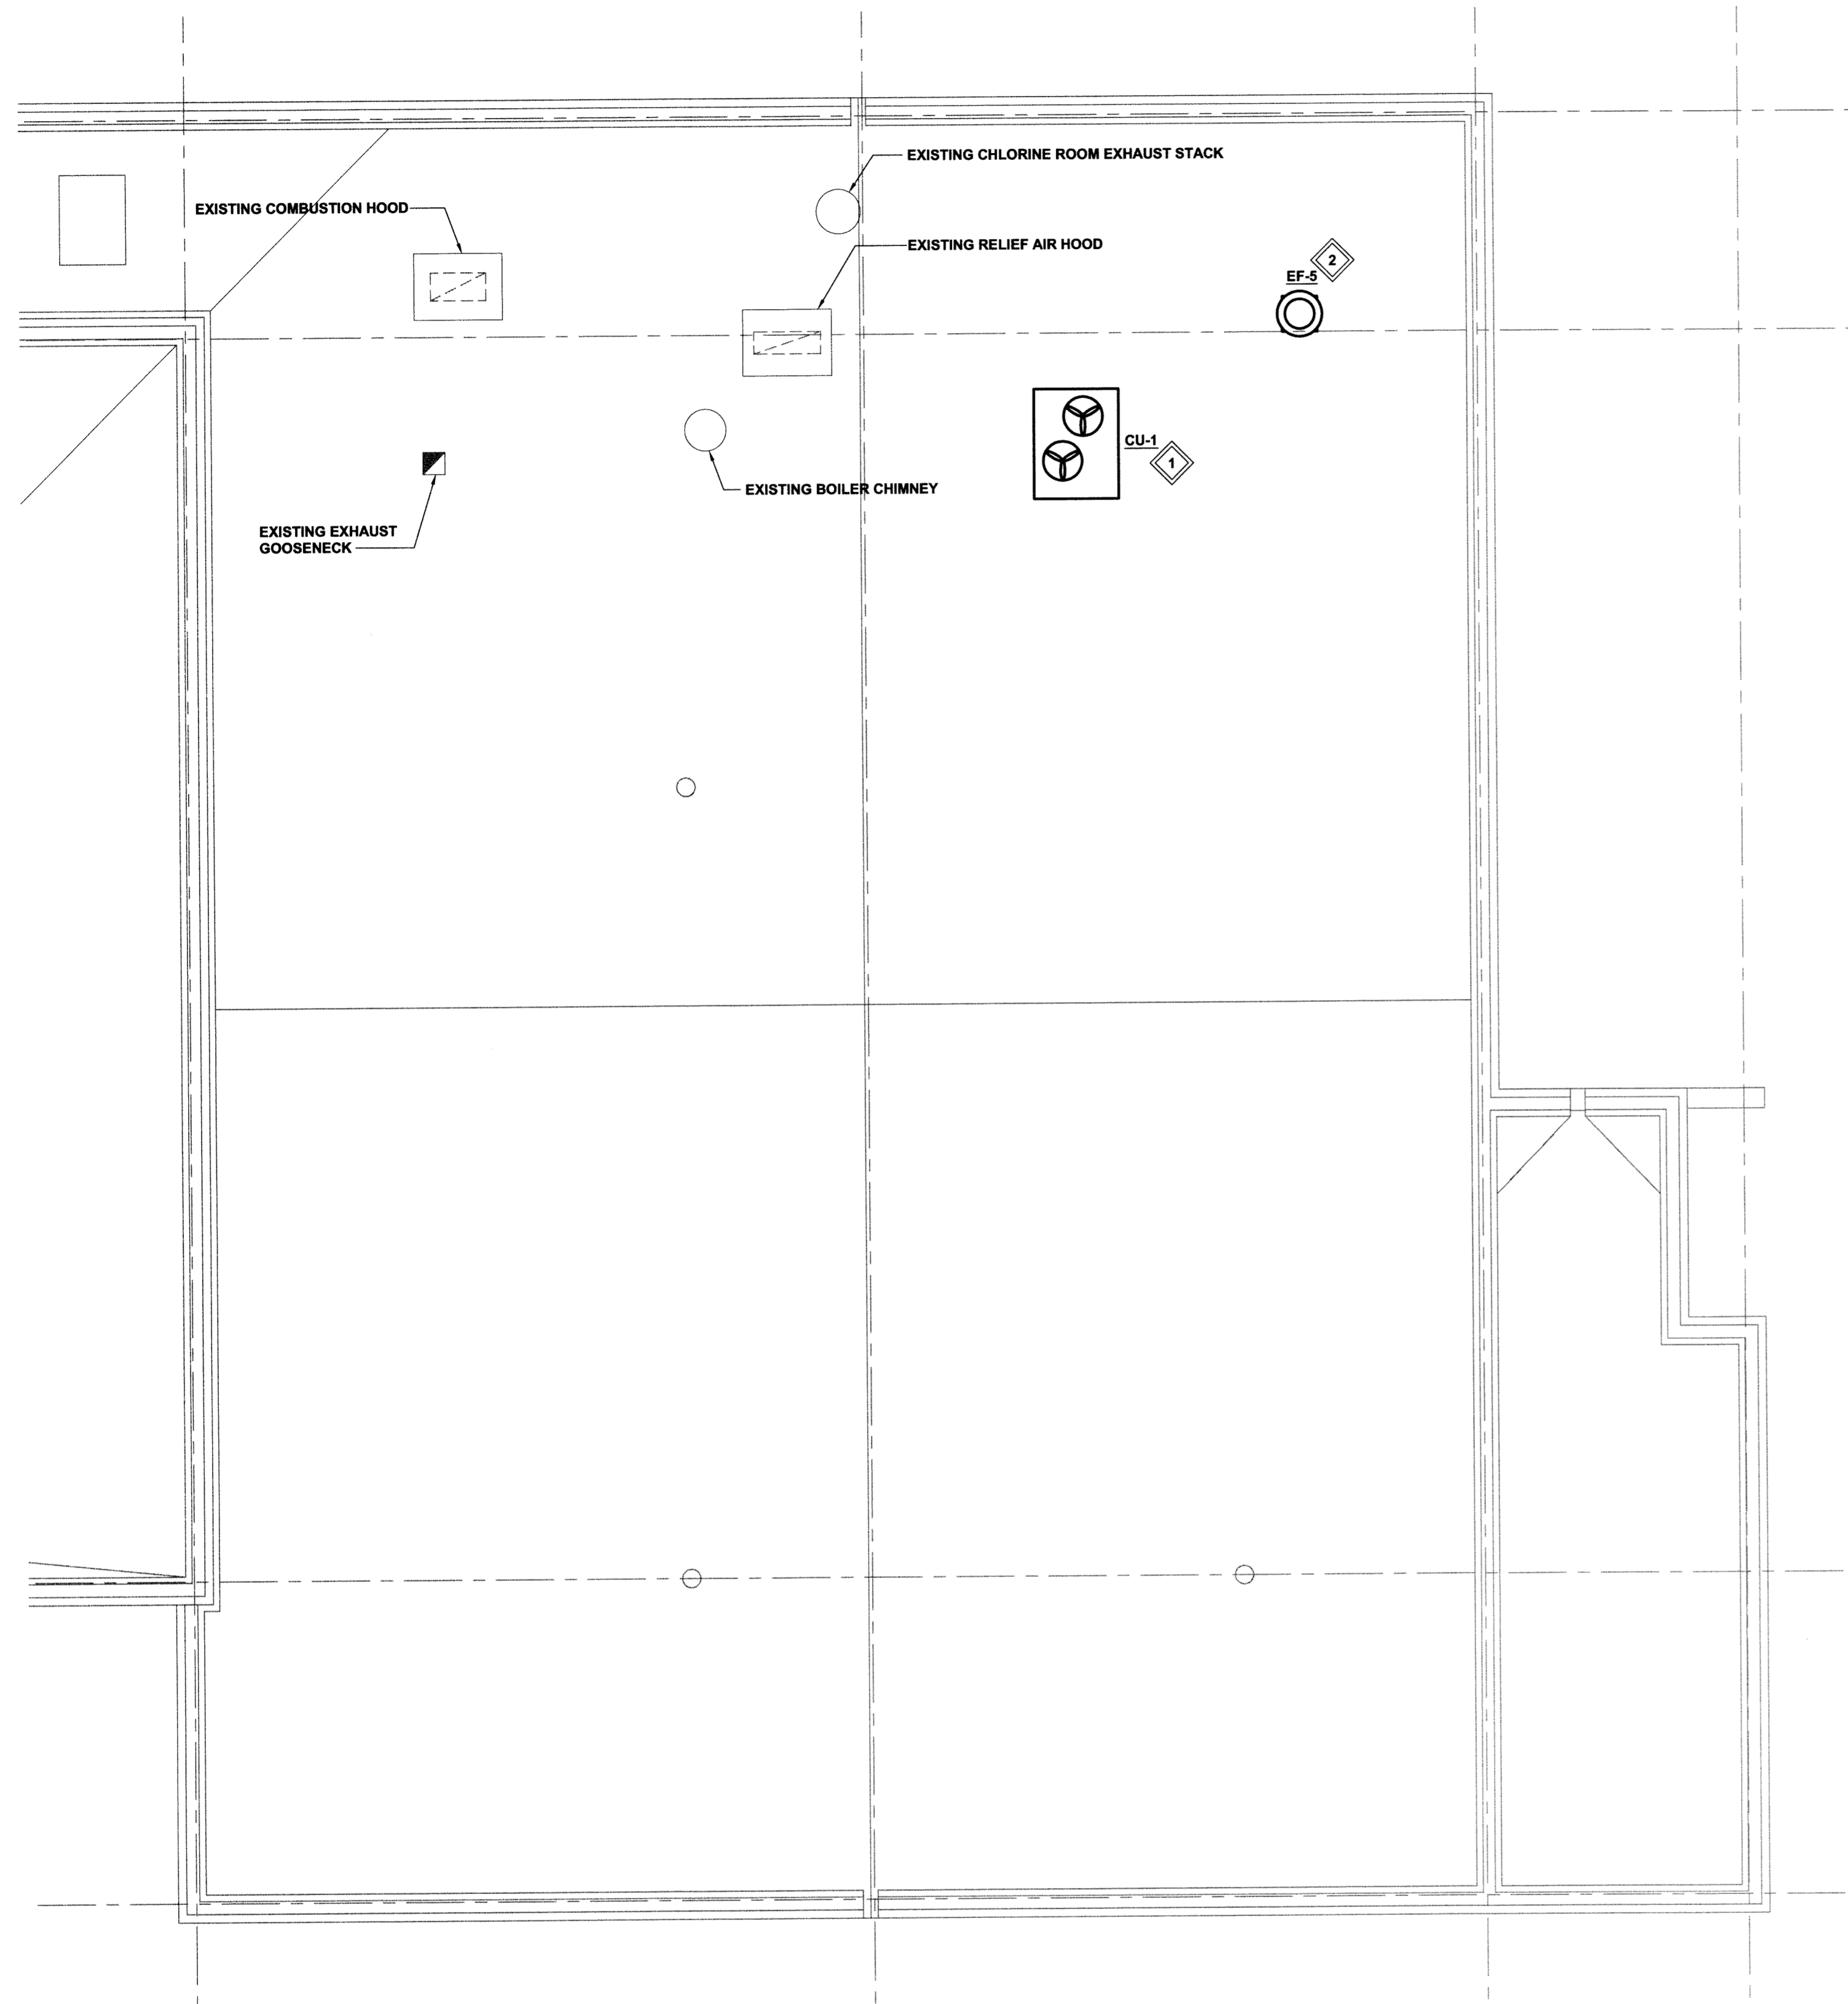 EXISTING CHLORINE ROOM EXHAUST STACK
EXISTING COMBUSTION HOOD
EXISTING RELIEF AIR HOOD
2
EF-5
CU-1
1
EXISTING BOILER CHIMNEY
EXISTING EXHAUST
GOOSENECK